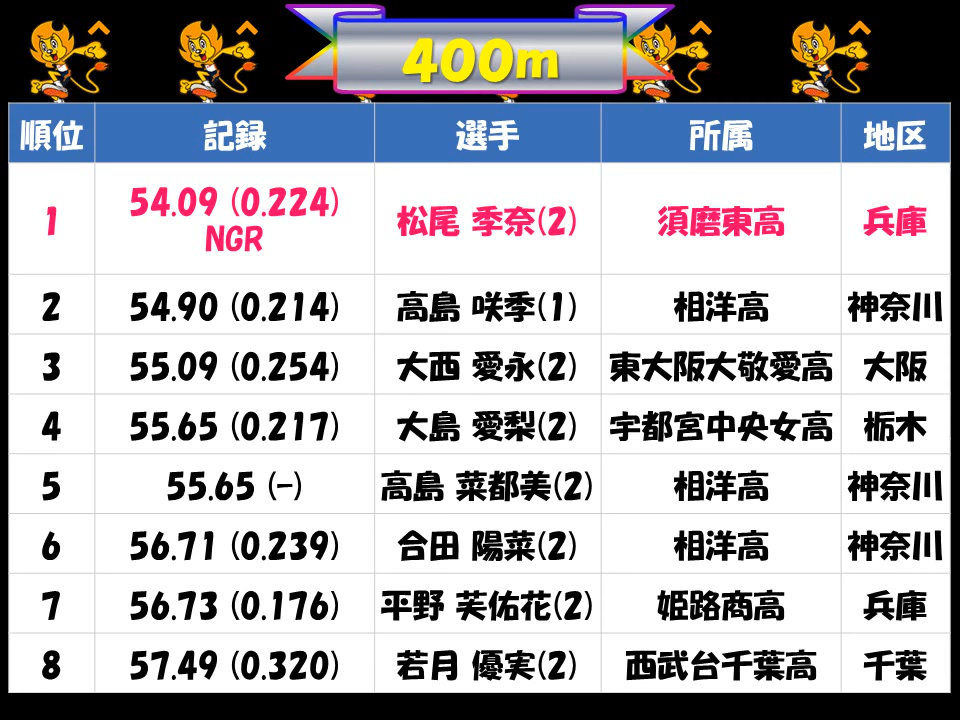 400m
順位 記録 選手 所属 地区
1 54.09 (0.224) NGR 松尾 季奈(2) 須磨東高 兵庫
2 54.90 (0.214) 高島 咲季(1) 相洋高 神奈川
3 55.09 (0.254) 大西 愛永(2) 東大阪大敬愛高 大阪
4 55.65 (0.217) 大島 愛梨(2) 宇都宮中央女高 栃木
5 55.65 (-) 高島 菜都美(2) 相洋高 神奈川
6 56.71 (0.239) 合田 陽菜(2) 相洋高 神奈川
7 56.73 (0.176) 平野 芙佑花(2) 姫路商高 兵庫
8 57.49 (0.320) 若月 優実(2) 西武台千葉高 千葉